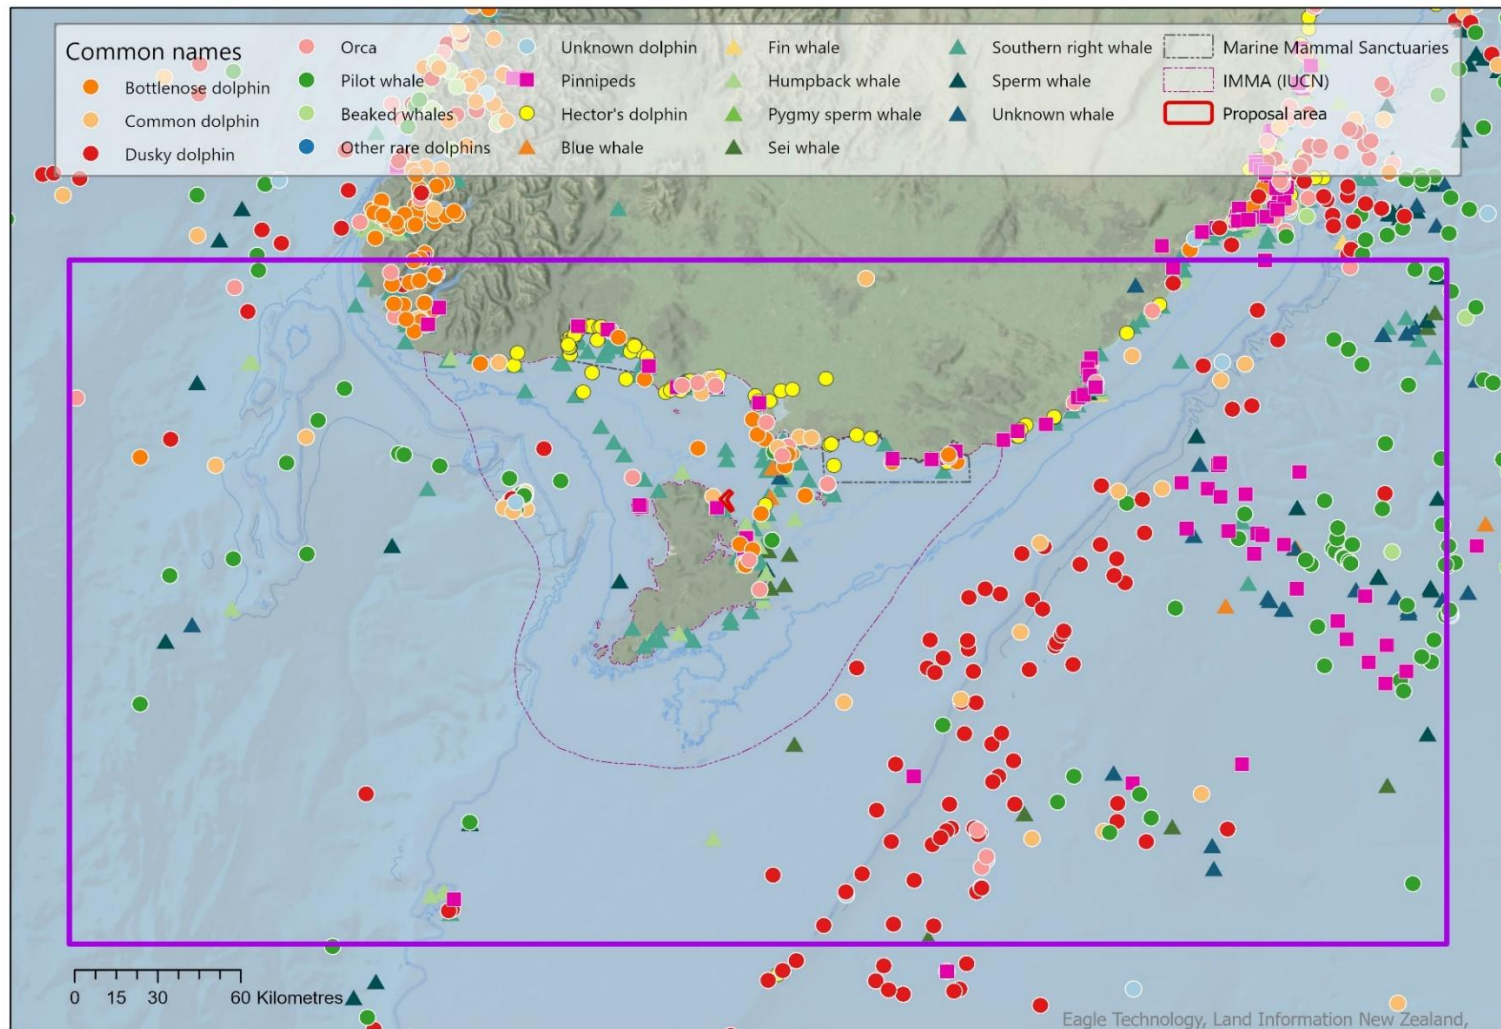 Common names
Bottlenose dolphin
Common dolphin
Dusky dolphin
Orca
Pilot whale
Beaked whales
Other rare dolphins
Unknown dolphin
Pinnipeds
Hector's dolphin
Blue whale
Fin whale
Humpback whale
Pygmy sperm whale
Sei whale
Southern right whale
Sperm whale
Unknown whale
Marine Mammal Sanctuaries
IMMA (IUCN)
Proposal area
0 15 30 60 Kilometres
Eagle Technology, Land Information New Zealand,